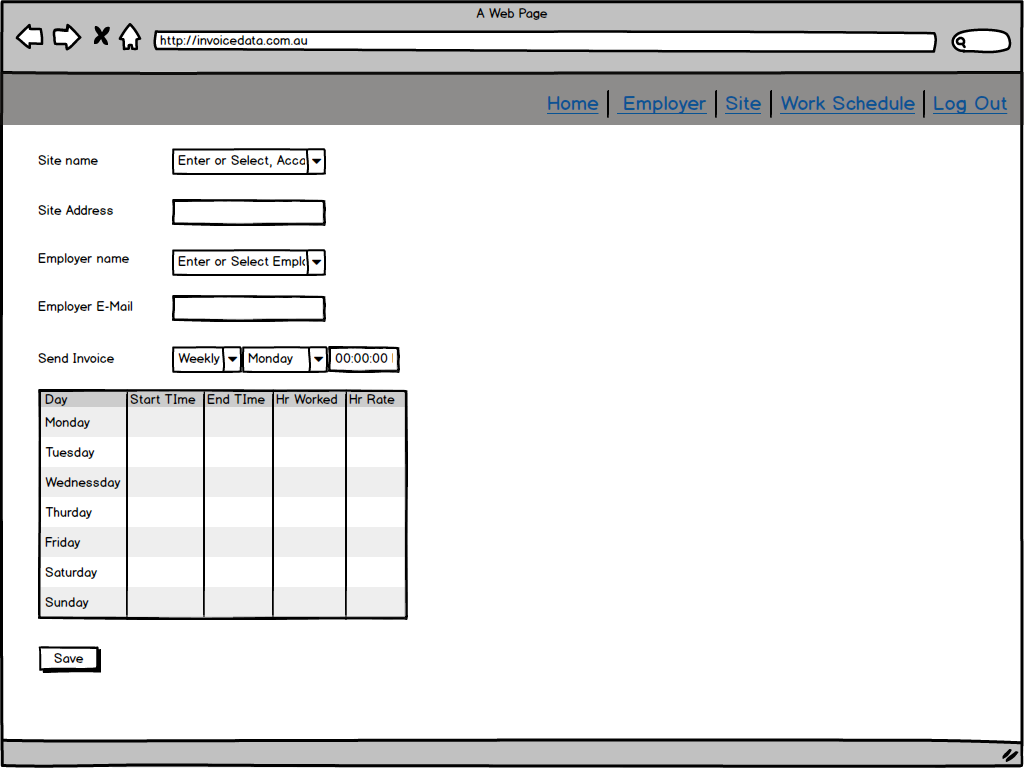 A Web Page
http://invoicedata.com.au
Home Employer Site Work Schedule Log Out
Site name Enter or Select, Acco
Site Address
Employer name Enter or Select Emplo
Employer E-Mail
Send Invoice Weekly Monday 00:00:00
Day Start TIme End TIme Hr Worked Hr Rate
Monday
Tuesday
Wednessday
Thurday
Friday
Saturday
Sunday
Save